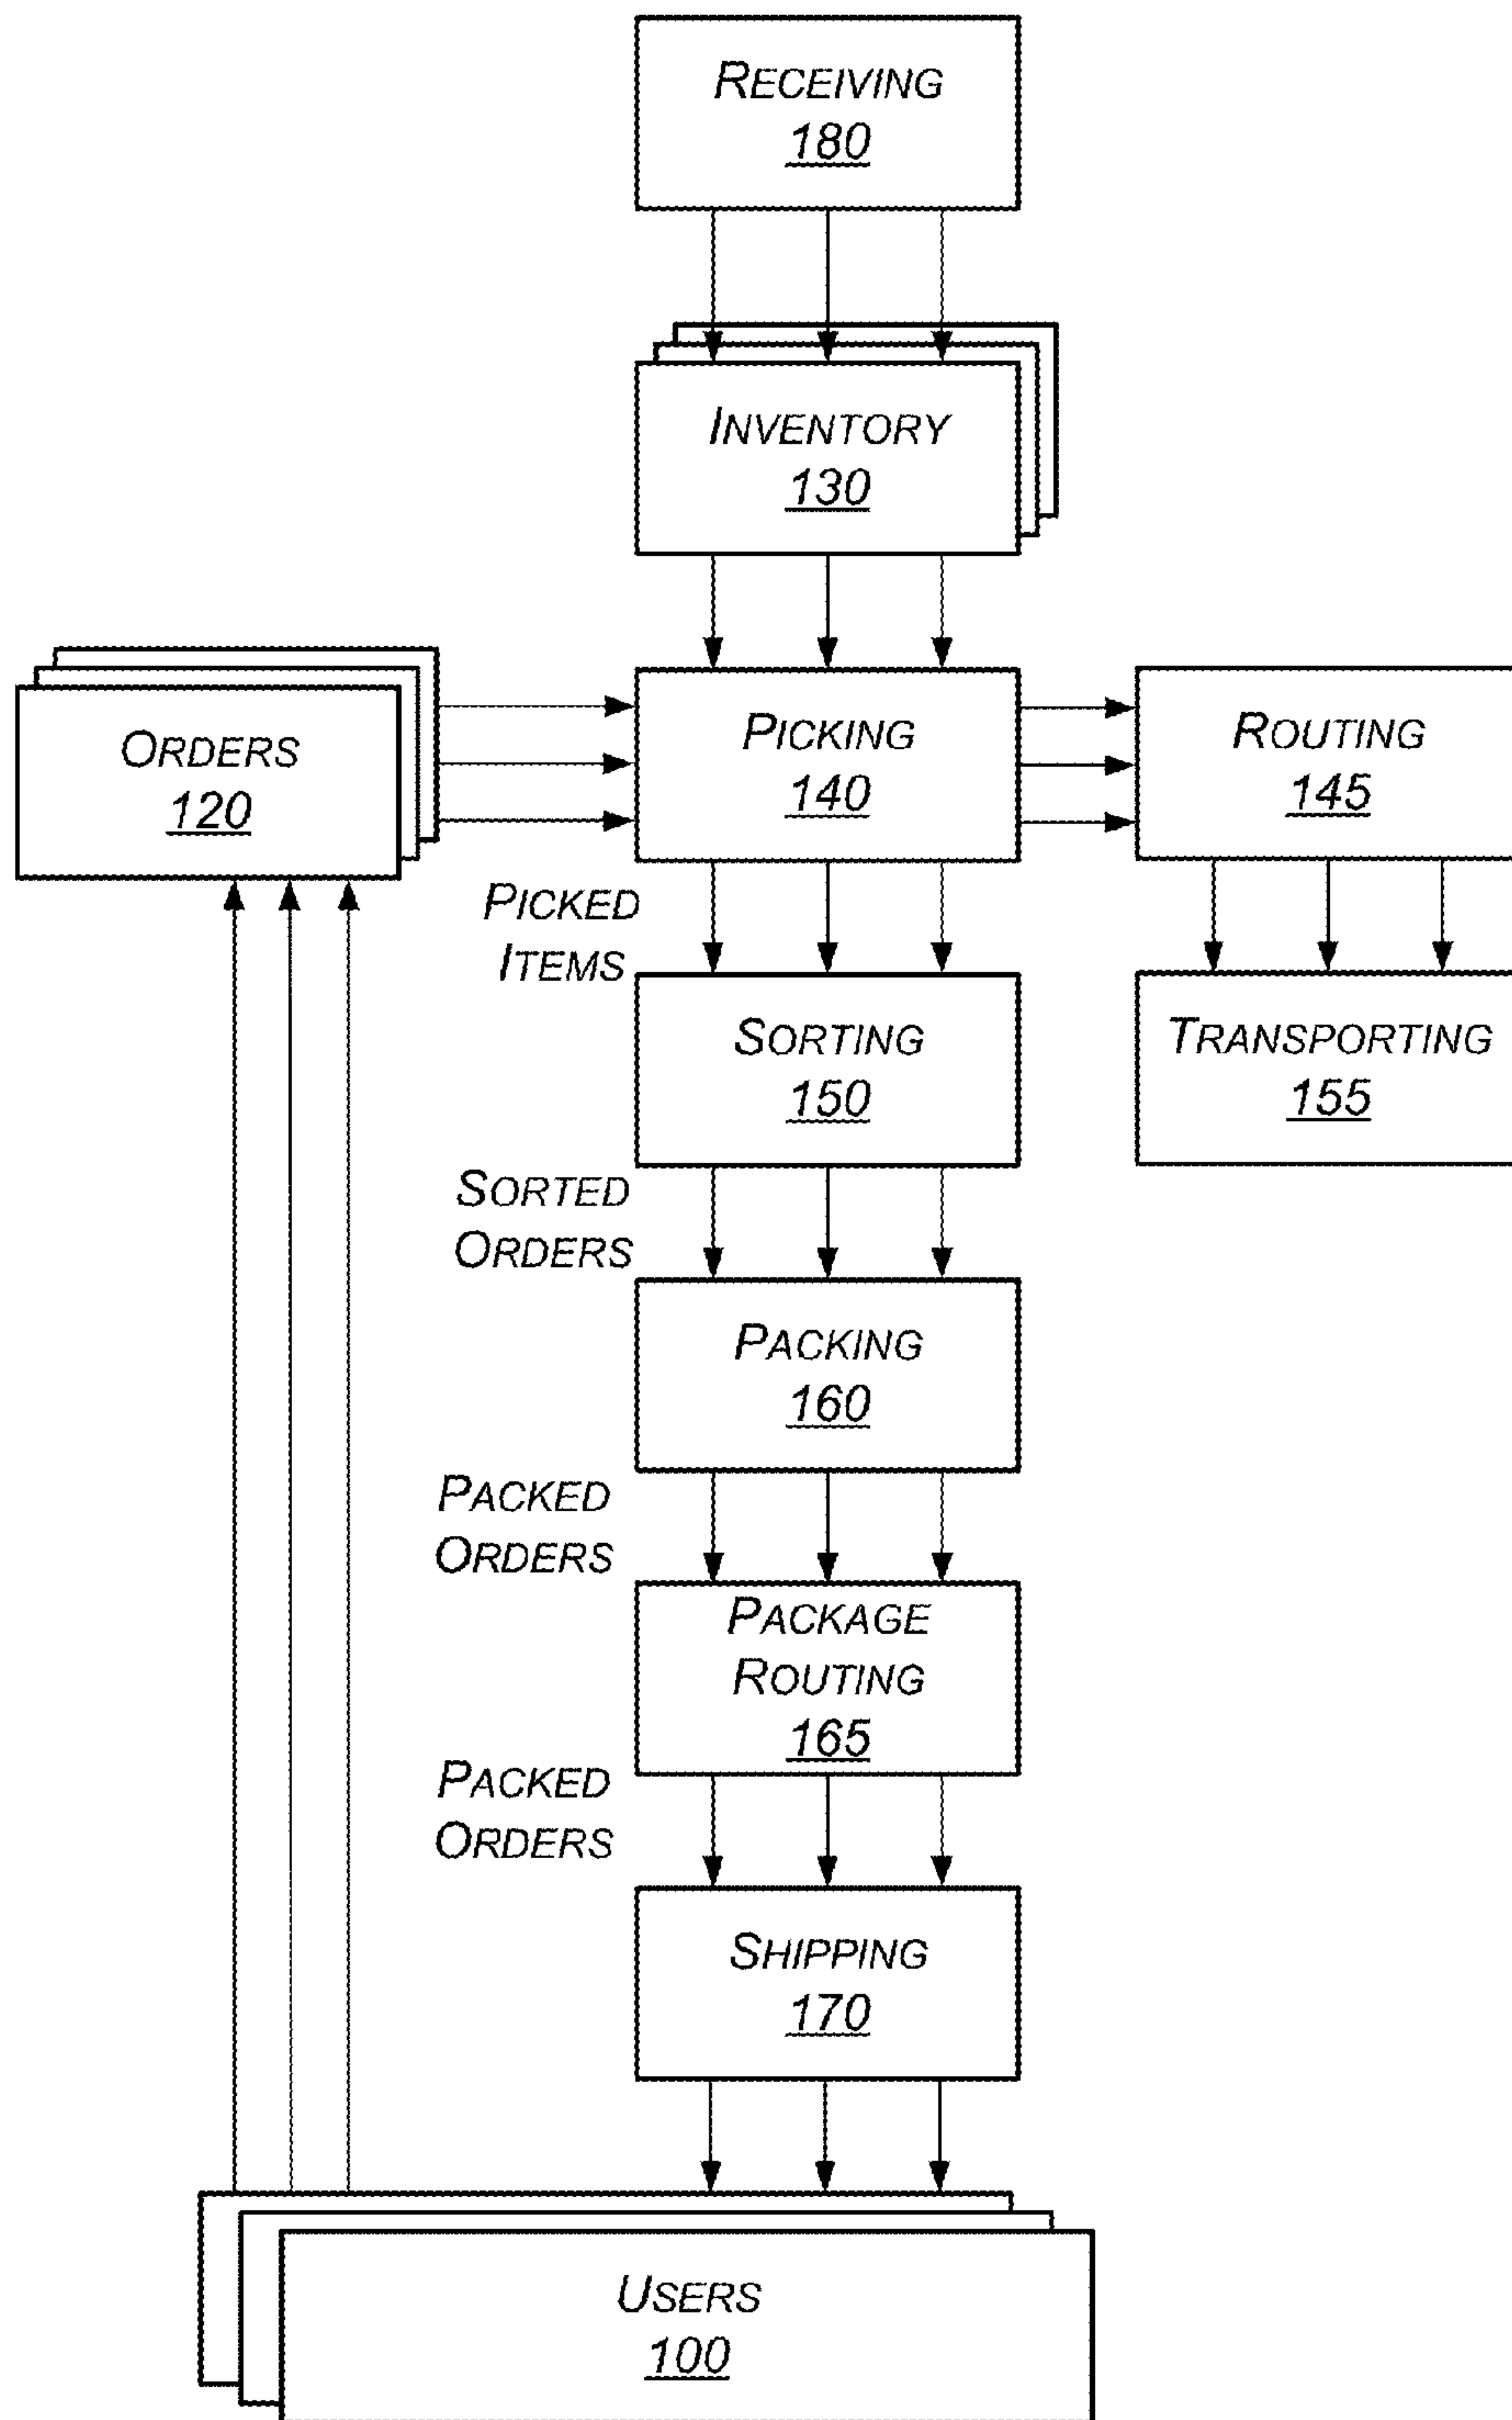 RECEIVING
180
INVENTORY
130
ORDERS
120
PICKING
140
ROUTING
145
PICKED
ITEMS
SORTING
150
TRANSPORTING
155
SORTED
ORDERS
PACKING
160
PACKED
ORDERS
PACKAGE
ROUTING
165
PACKED
ORDERS
SHIPPING
170
USERS
100